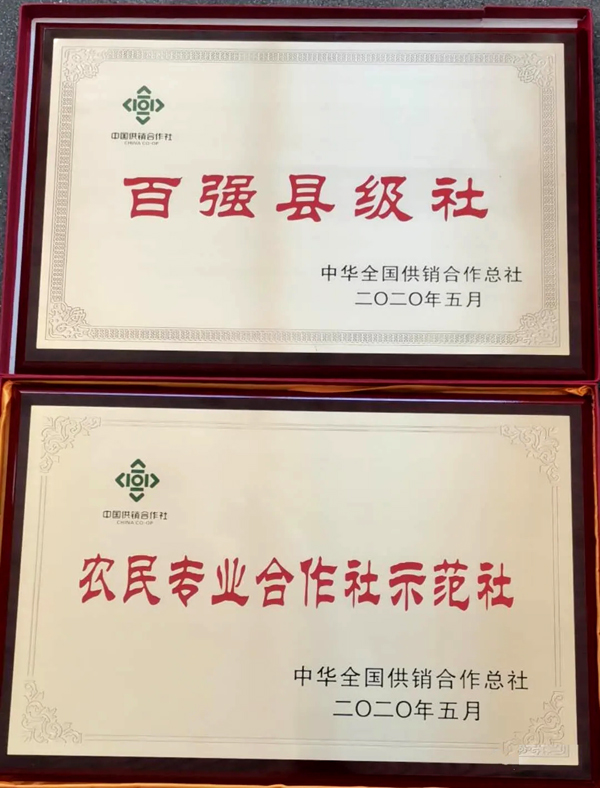 中国供销合作社
CHINA CO-OP
百强县级社
中华全国供销合作总社
二〇二〇年五月
中国供销合作社
CHINA CO-OP
农民专业合作社示范社
中华全国供销合作总社
二〇二〇年五月